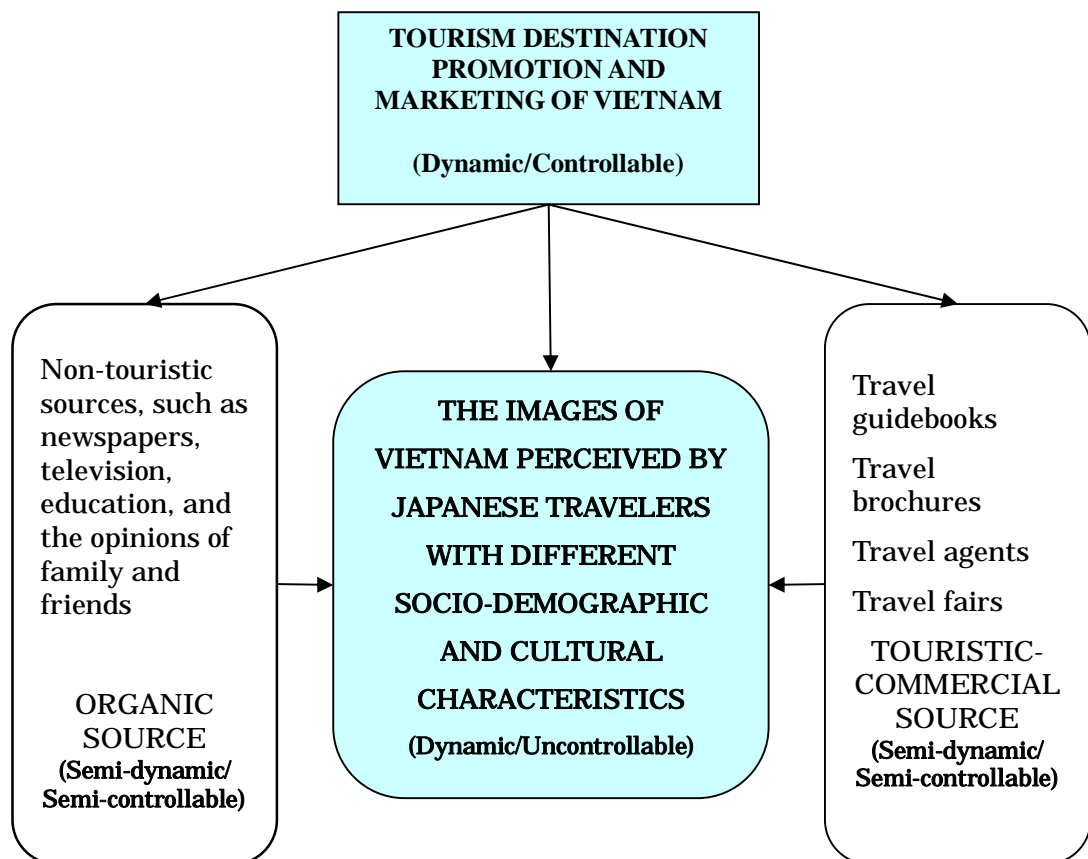 TOURISM DESTINATION
PROMOTION AND
MARKETING OF VIETNAM
(Dynamic/Controllable)
Non-touristic
sources, such as
newspapers,
television,
education, and
the opinions of
family and
friends
ORGANIC
SOURCE
(Semi-dynamic/
Semi-controllable)
THE IMAGES OF
VIETNAM PERCEIVED BY
JAPANESE TRAVELERS
WITH DIFFERENT
SOCIO-DEMOGRAPHIC
AND CULTURAL
CHARACTERISTICS
(Dynamic/Uncontrollable)
Travel
guidebooks
Travel
brochures
Travel agents
Travel fairs
TOURISTIC-
COMMERCIAL
SOURCE
(Semi-dynamic/
Semi-controllable)